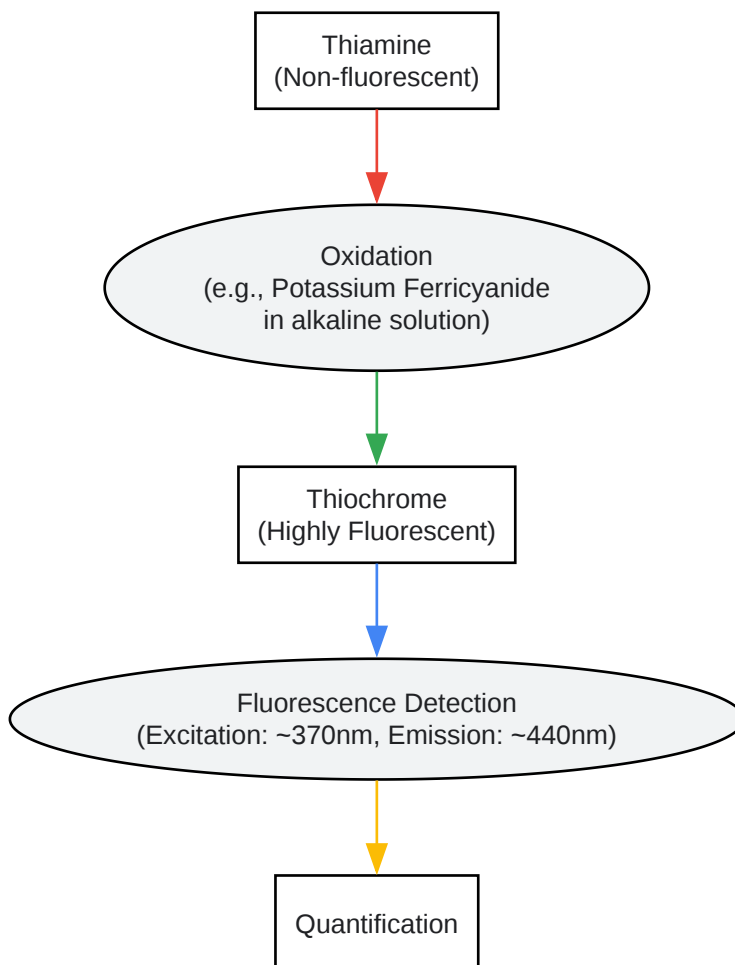 Thiamine
(Non-fluorescent)
Oxidation
(e.g., Potassium Ferricyanide
in alkaline solution)
Thiochrome
(Highly Fluorescent)
Fluorescence Detection
(Excitation: ~370nm, Emission: ~440nm)
Quantification